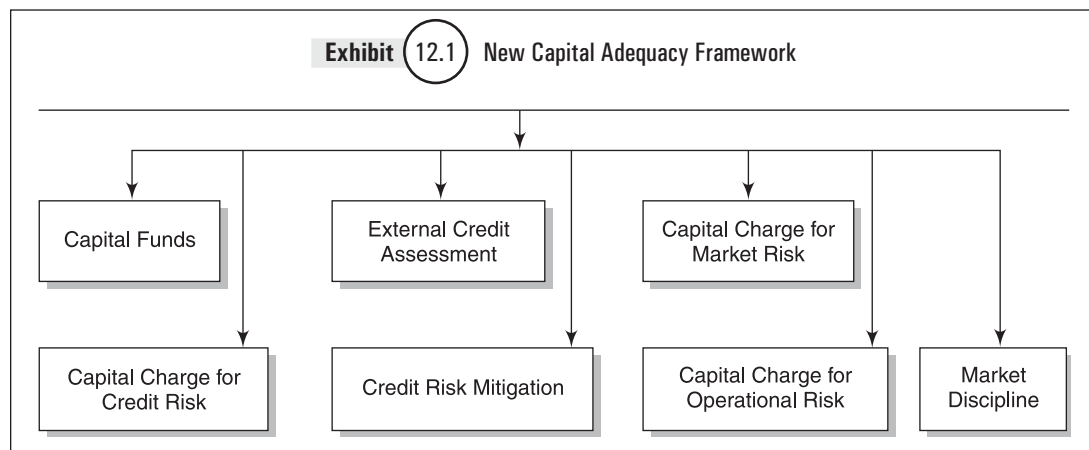 Exhibit 12.1 New Capital Adequacy Framework
Capital Funds
External Credit
Assessment
Capital Charge for
Market Risk
Capital Charge for
Credit Risk
Credit Risk Mitigation
Capital Charge for
Operational Risk
Market
Discipline